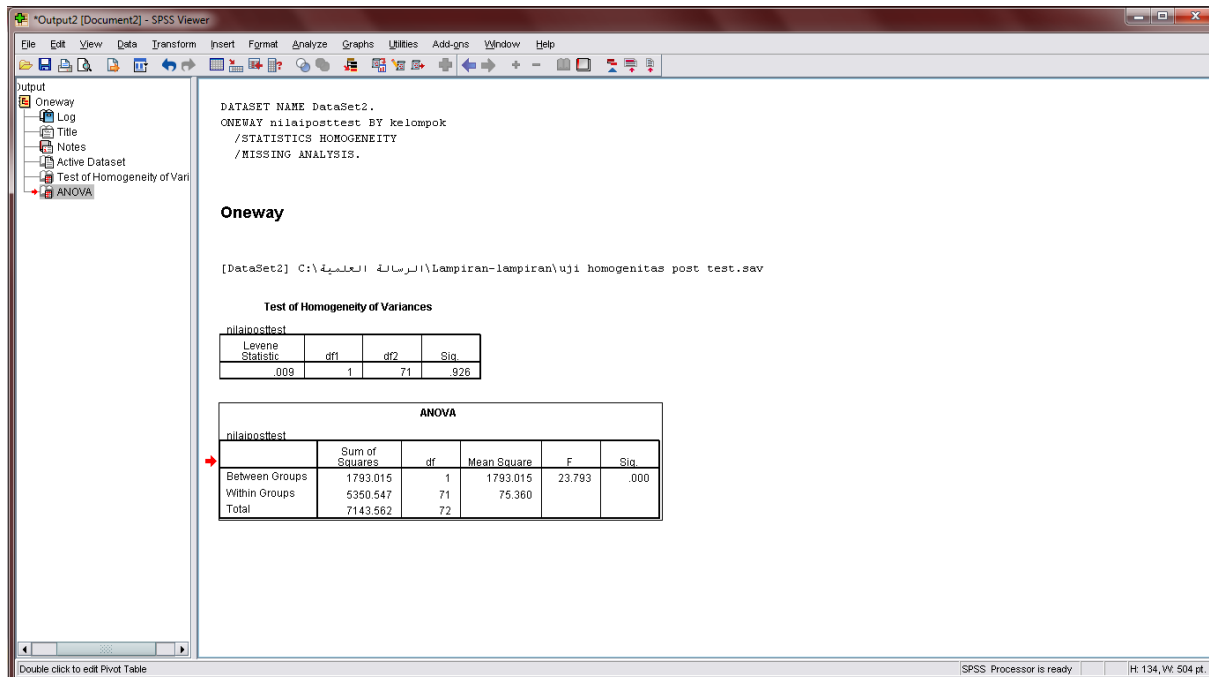 *Output2 [Document2] - SPSS Viewer
File Edit View Data Transform Insert Format Analyze Graphs Utilities Add-ons Window Help
Output
Oneway
Log
Title
Notes
Active Dataset
Test of Homogeneity of Vari
ANOVA
DATASET NAME DataSet2.
ONEWAY nilaiposttest BY kelompok
/STATISTICS HOMOGENEITY
/MISSING ANALYSIS.
Oneway
[DataSet2] C:\الرسالة العلمية\Lampiran-lampiran\uji homogenitas post test.sav
Test of Homogeneity of Variances
nilaiposttest
Levene Statistic df1 df2 Sig.
.009 1 71 .926
ANOVA
nilaiposttest
Sum of Squares df Mean Square F Sig.
Between Groups 1793.015 1 1793.015 23.793 .000
Within Groups 5350.547 71 75.360
Total 7143.562 72
Double click to edit Pivot Table
SPSS Processor is ready
H: 134, W: 504 pt.